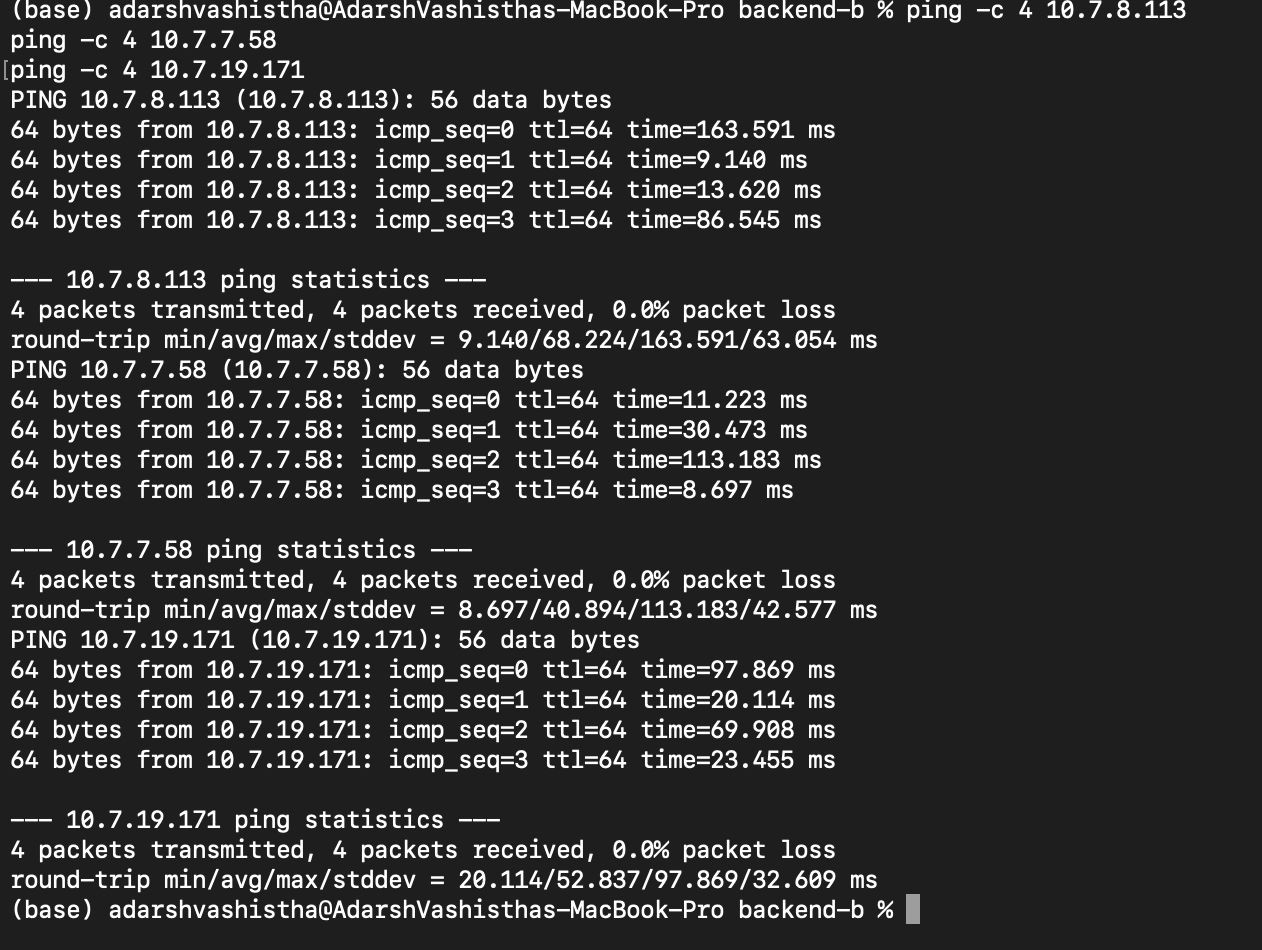 (base) adarshvashistha@AdarshVashisthas-MacBook-Pro backend-b % ping -c 4 10.7.8.113
ping -c 4 10.7.7.58
[ping -c 4 10.7.19.171
PING 10.7.8.113 (10.7.8.113): 56 data bytes
64 bytes from 10.7.8.113: icmp_seq=0 ttl=64 time=163.591 ms
64 bytes from 10.7.8.113: icmp_seq=1 ttl=64 time=9.140 ms
64 bytes from 10.7.8.113: icmp_seq=2 ttl=64 time=13.620 ms
64 bytes from 10.7.8.113: icmp_seq=3 ttl=64 time=86.545 ms

--- 10.7.8.113 ping statistics ---
4 packets transmitted, 4 packets received, 0.0% packet loss
round-trip min/avg/max/stddev = 9.140/68.224/163.591/63.054 ms
PING 10.7.7.58 (10.7.7.58): 56 data bytes
64 bytes from 10.7.7.58: icmp_seq=0 ttl=64 time=11.223 ms
64 bytes from 10.7.7.58: icmp_seq=1 ttl=64 time=30.473 ms
64 bytes from 10.7.7.58: icmp_seq=2 ttl=64 time=113.183 ms
64 bytes from 10.7.7.58: icmp_seq=3 ttl=64 time=8.697 ms

--- 10.7.7.58 ping statistics ---
4 packets transmitted, 4 packets received, 0.0% packet loss
round-trip min/avg/max/stddev = 8.697/40.894/113.183/42.577 ms
PING 10.7.19.171 (10.7.19.171): 56 data bytes
64 bytes from 10.7.19.171: icmp_seq=0 ttl=64 time=97.869 ms
64 bytes from 10.7.19.171: icmp_seq=1 ttl=64 time=20.114 ms
64 bytes from 10.7.19.171: icmp_seq=2 ttl=64 time=69.908 ms
64 bytes from 10.7.19.171: icmp_seq=3 ttl=64 time=23.455 ms

--- 10.7.19.171 ping statistics ---
4 packets transmitted, 4 packets received, 0.0% packet loss
round-trip min/avg/max/stddev = 20.114/52.837/97.869/32.609 ms
(base) adarshvashistha@AdarshVashisthas-MacBook-Pro backend-b %